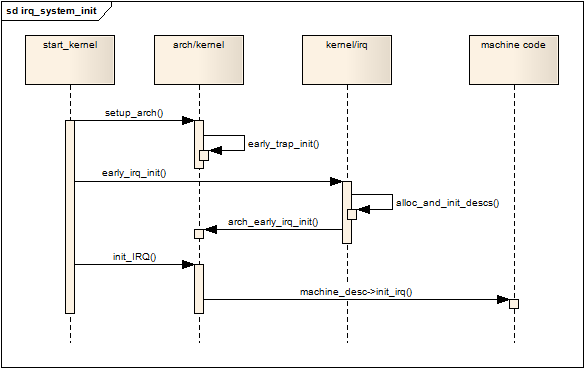 sd irq_system_init
start_kernel
arch/kernel
kernel/irq
machine code
setup_arch()
early_trap_init()
early_irq_init()
alloc_and_init_descs()
arch_early_irq_init()
init_IRQ()
machine_desc->init_irq()